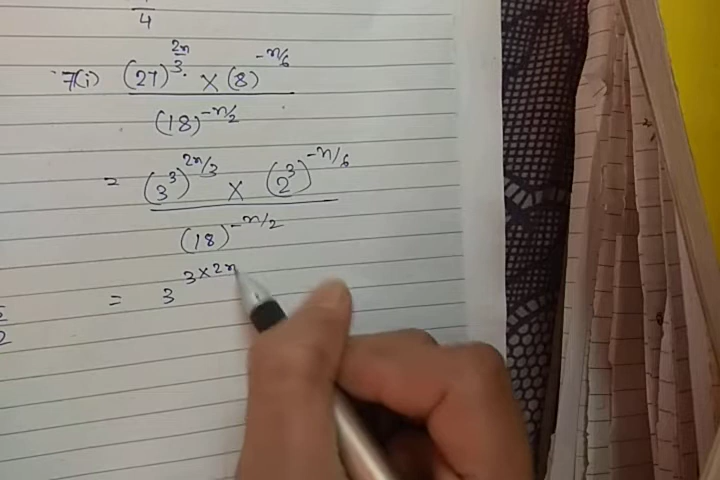 4
7(i) (27)^{2n/3} × (8)^{-n/6}
(18)^{-n/2}
= (3^3)^{2n/3} × (2^3)^{-n/6}
(18)^{-n/2}
= 3^{3×2n
2